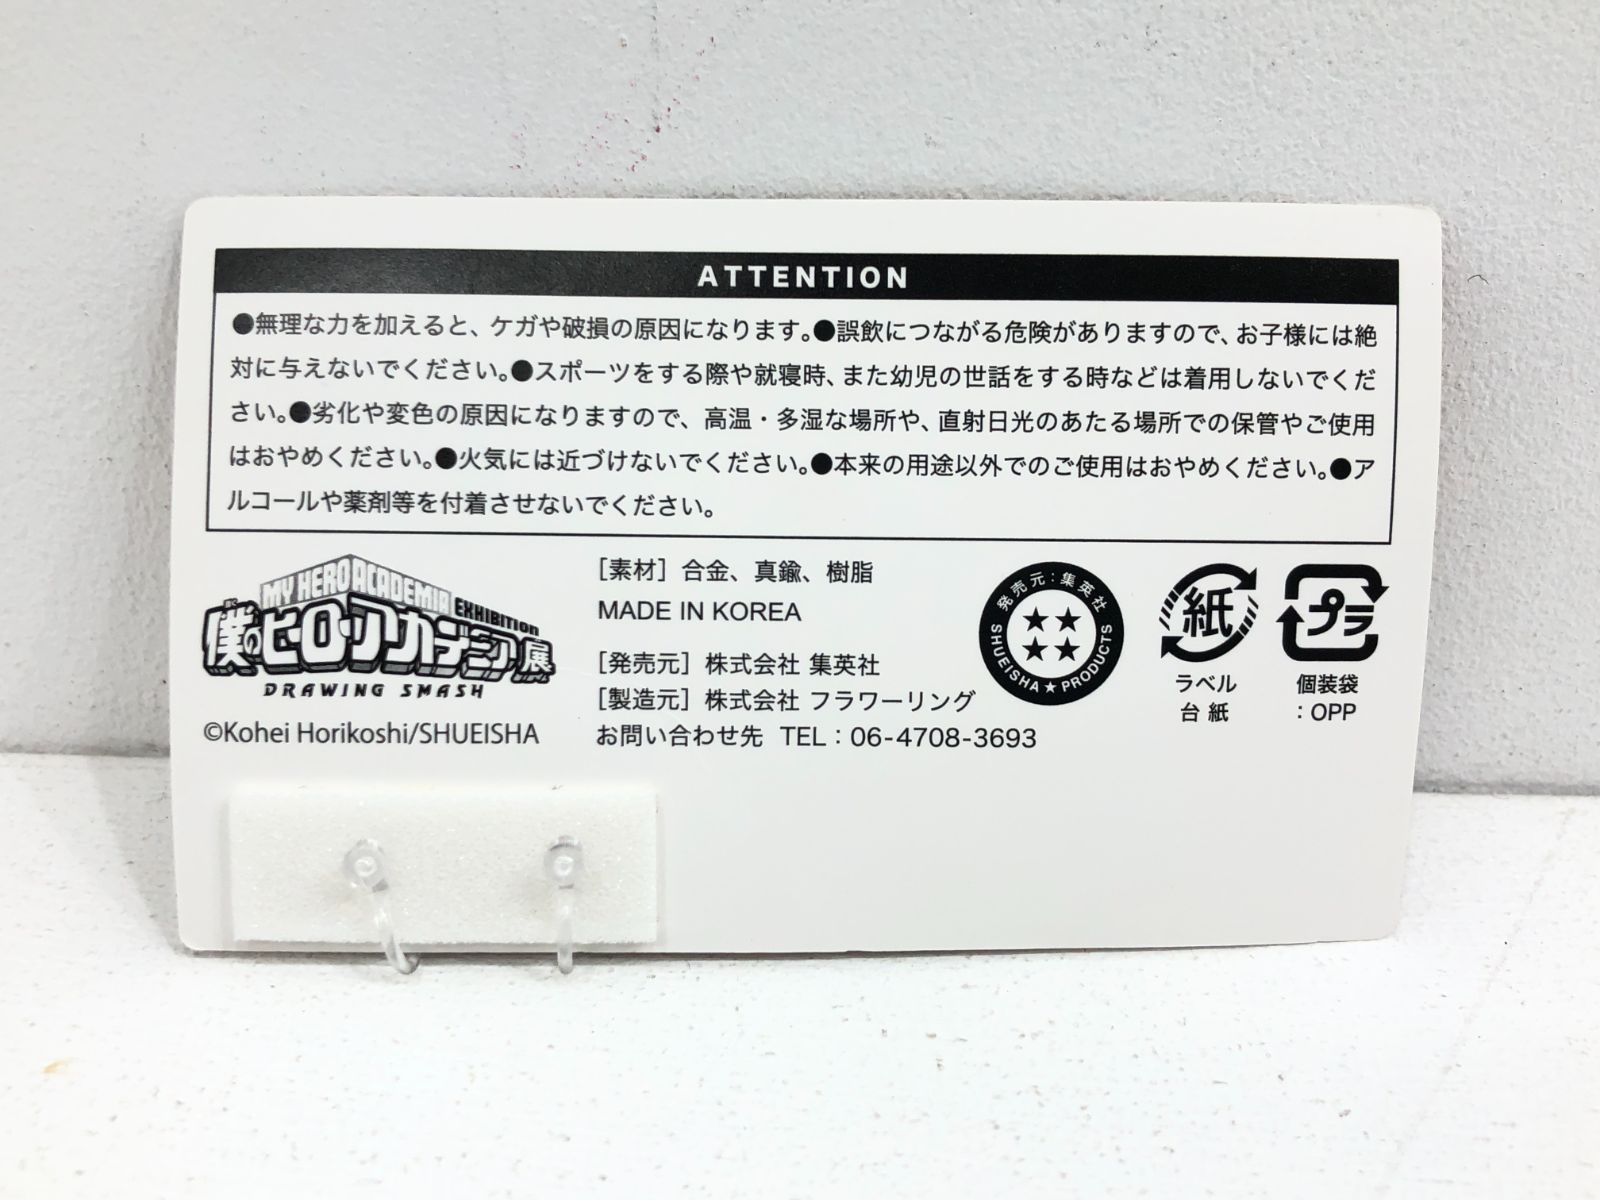 ATTENTION
●無理な力を加えると、ケガや破損の原因になります。●誤飲につながる危険がありますので、お子様には絶
対に与えないでください。●スポーツをする際や就寝時、また幼児の世話をする時などは着用しないでくだ
さい。●劣化や変色の原因になりますので、高温・多湿な場所や、直射日光のあたる場所での保管やご使用
はおやめください。●火気には近づけないでください。●本来の用途以外でのご使用はおやめください。●ア
ルコールや薬剤等を付着させないでください。
MY HERO ACADEMIA EXHIBITION
僕のヒーローアカデミア展
DRAWING SMASH
©Kohei Horikoshi/SHUEISHA
［素材］合金、真鍮、樹脂
MADE IN KOREA
［発売元］株式会社 集英社
［製造元］株式会社 フラワーリング
お問い合わせ先 TEL：06-4708-3693
発売元：集英社
SHUEISHA★PRODUCTS
紙
ラベル
台紙
プラ
個装袋
：OPP